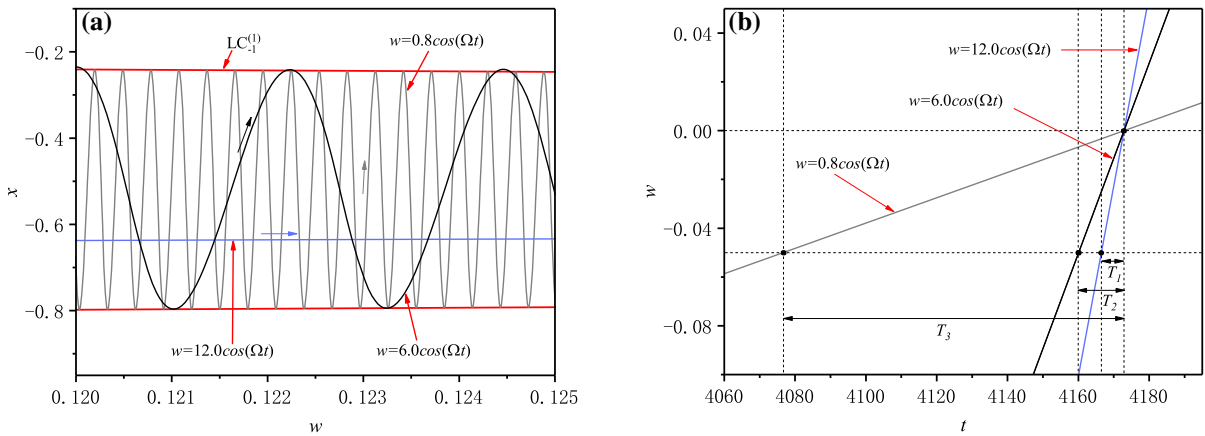 (a)
LC₋₁⁽¹⁾
w=0.8cos(Ωt)
−0.2
−0.4
−0.6
−0.8
x
w=12.0cos(Ωt)
w=6.0cos(Ωt)
0.120
0.121
0.122
0.123
0.124
0.125
w
(b)
w=12.0cos(Ωt)
w=6.0cos(Ωt)
w=0.8cos(Ωt)
0.04
0.00
−0.04
−0.08
w
T₁
T₂
T₃
4060
4080
4100
4120
4140
4160
4180
t